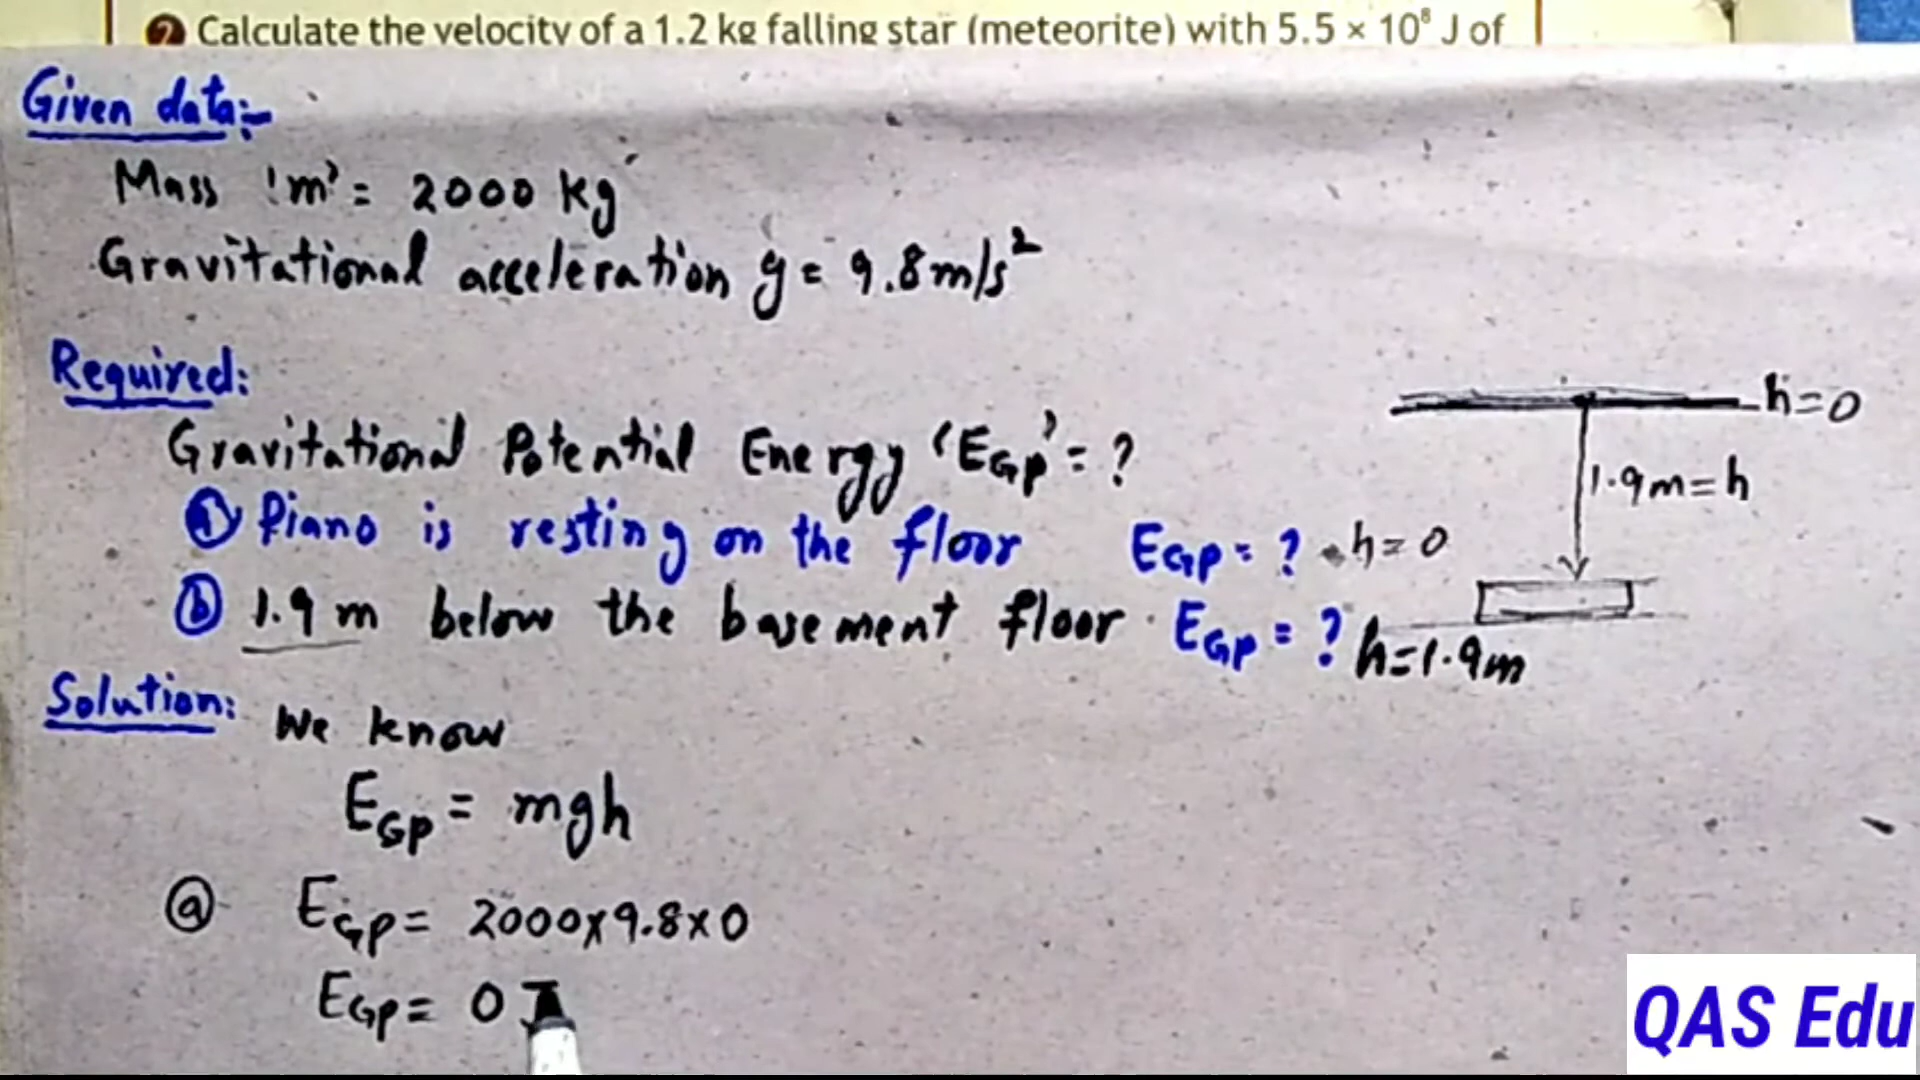 2 Calculate the velocity of a 1.2 kg falling star (meteorite) with 5.5 × 10⁸ J of
Given data:-
Mass 'm' = 2000 kg
Gravitational acceleration g = 9.8 m/s²
Required:
Gravitational Potential Energy 'EGP' = ?
ⓐ Piano is resting on the floor EGP = ? h=0
ⓑ 1.9 m below the basement floor. EGP = ? h=1.9m
h=0
1.9m=h
Solution: We know
EGP = mgh
ⓐ EGP = 2000×9.8×0
EGP = 0 J
QAS Edu